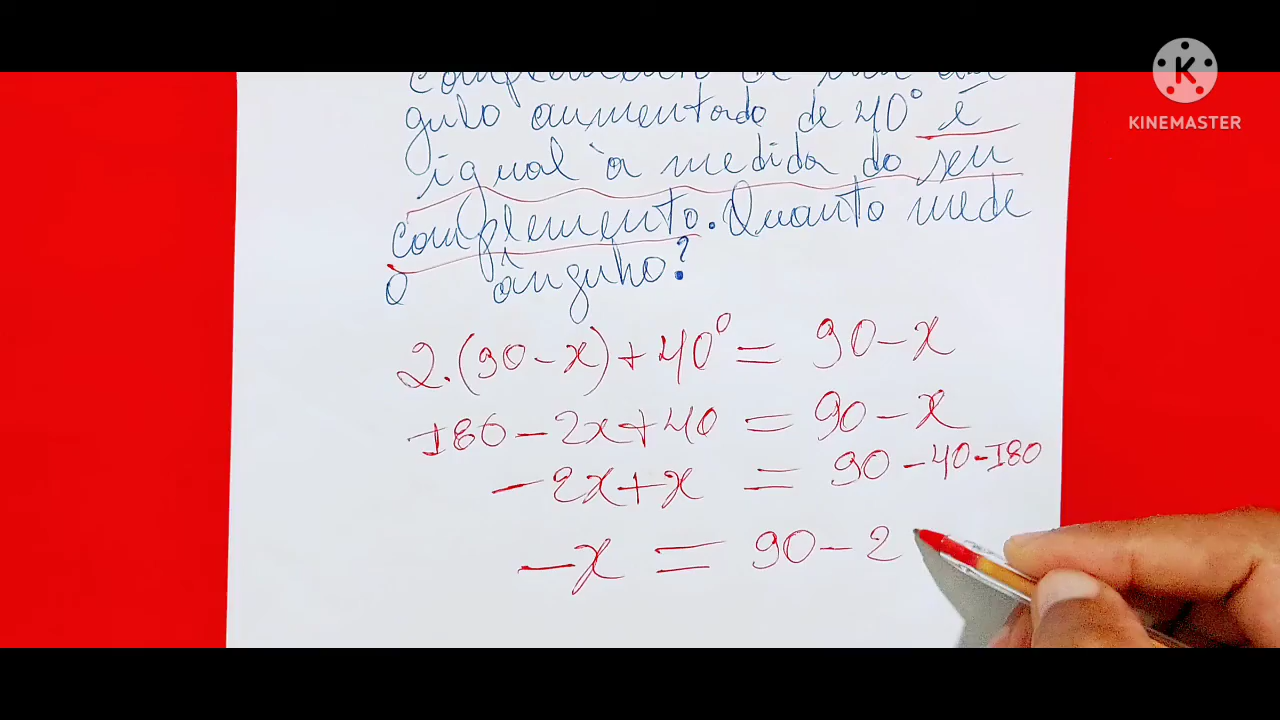 gulo aumentado de 40° é
igual à medida do seu
complemento. Quanto mede
o ângulho?
2.(90-x)+40° = 90-x
180-2x+40 = 90-x
-2x+x = 90-40-180
-x = 90-2
K
KINEMASTER